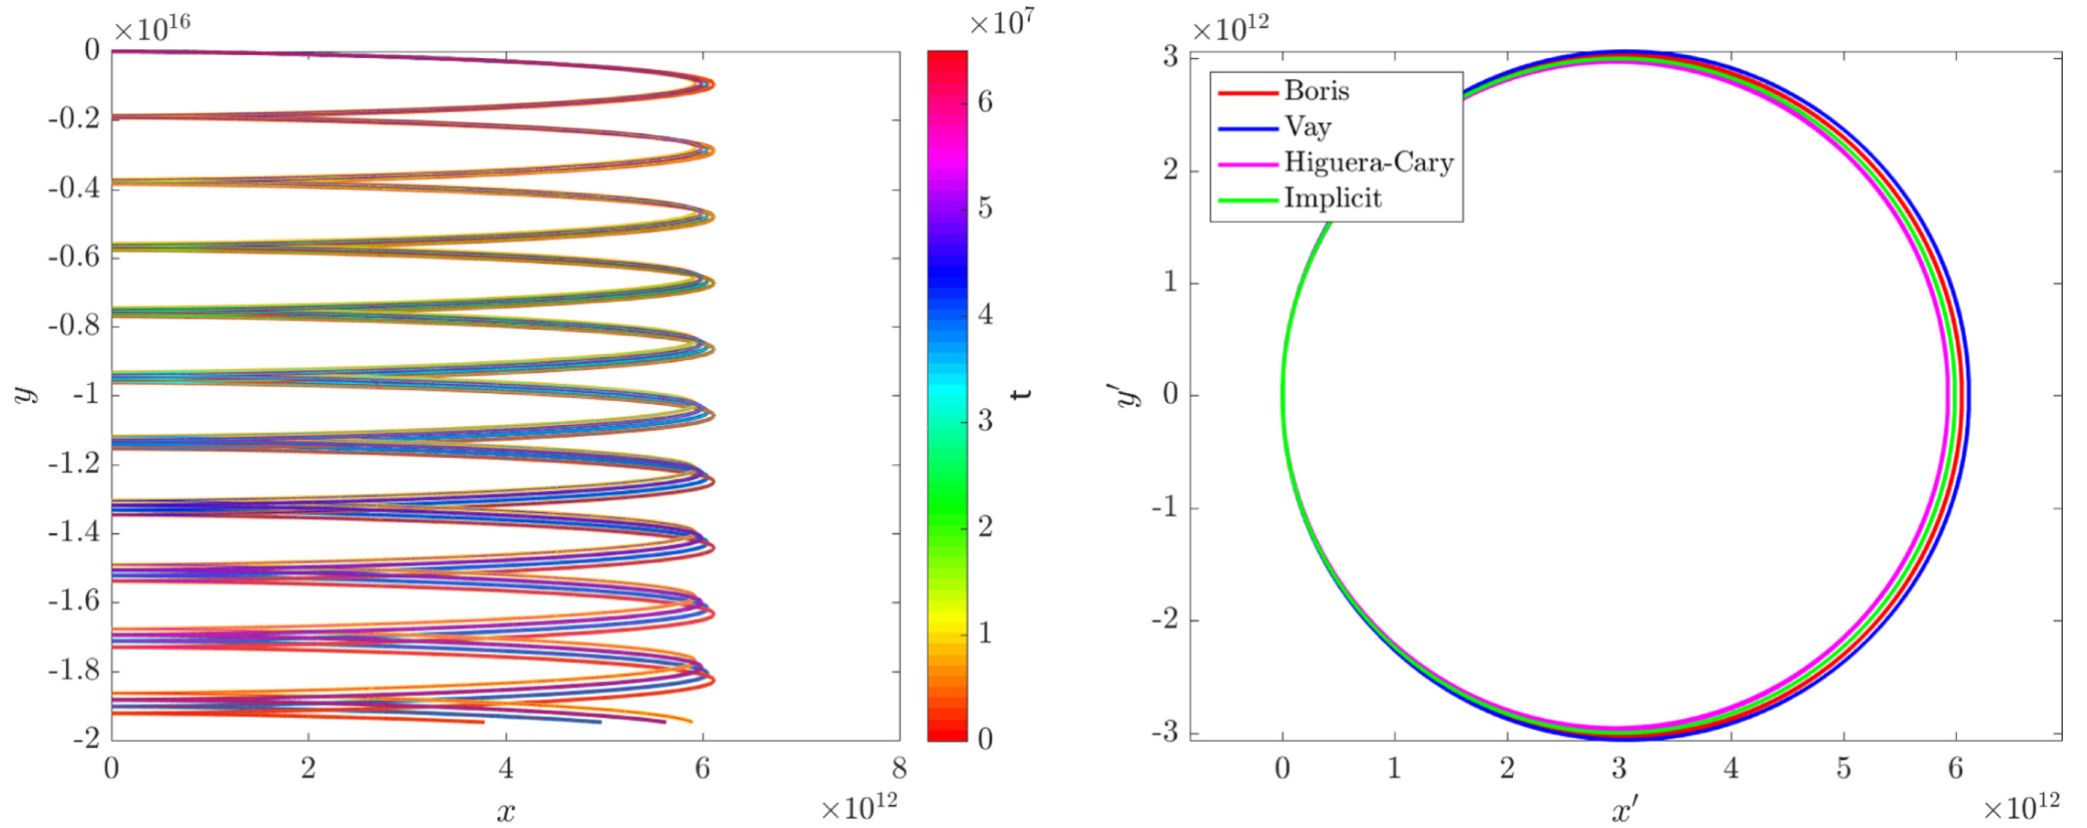 ×10^16
0
-0.2
-0.4
-0.6
-0.8
-1
-1.2
-1.4
-1.6
-1.8
-2
y
0 2 4 6 8
x
×10^12
×10^7
6
5
4
3
2
1
0
t
×10^12
3
2
1
0
-1
-2
-3
y′
Boris
Vay
Higuera-Cary
Implicit
0 1 2 3 4 5 6
x′
×10^12